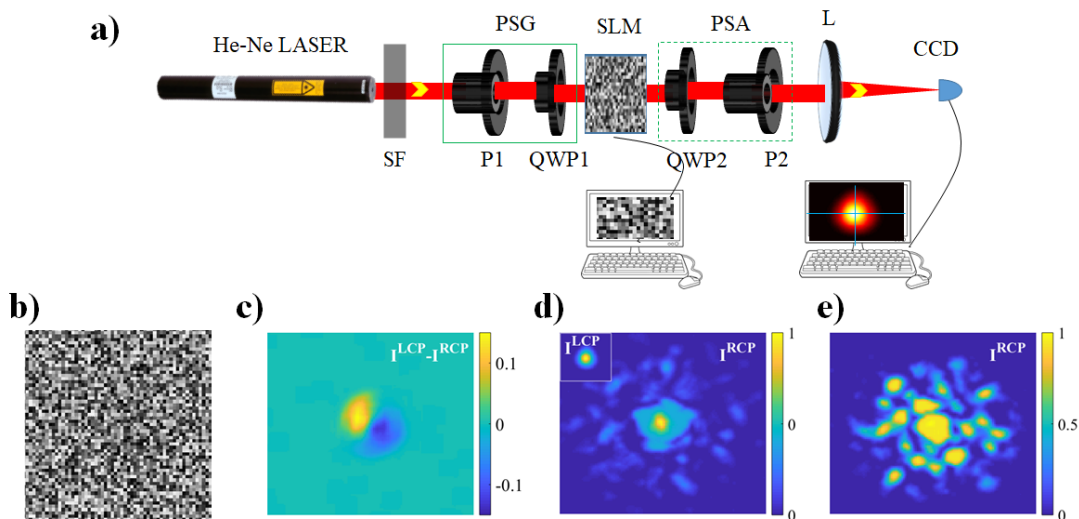 a)
He-Ne LASER
PSG
SLM
PSA
L
CCD
SF
P1
QWP1
QWP2
P2
b)
c)
I^LCP-I^RCP
0.1
0
-0.1
d)
I^LCP
I^RCP
1
0
1
0
e)
I^RCP
1
0.5
0